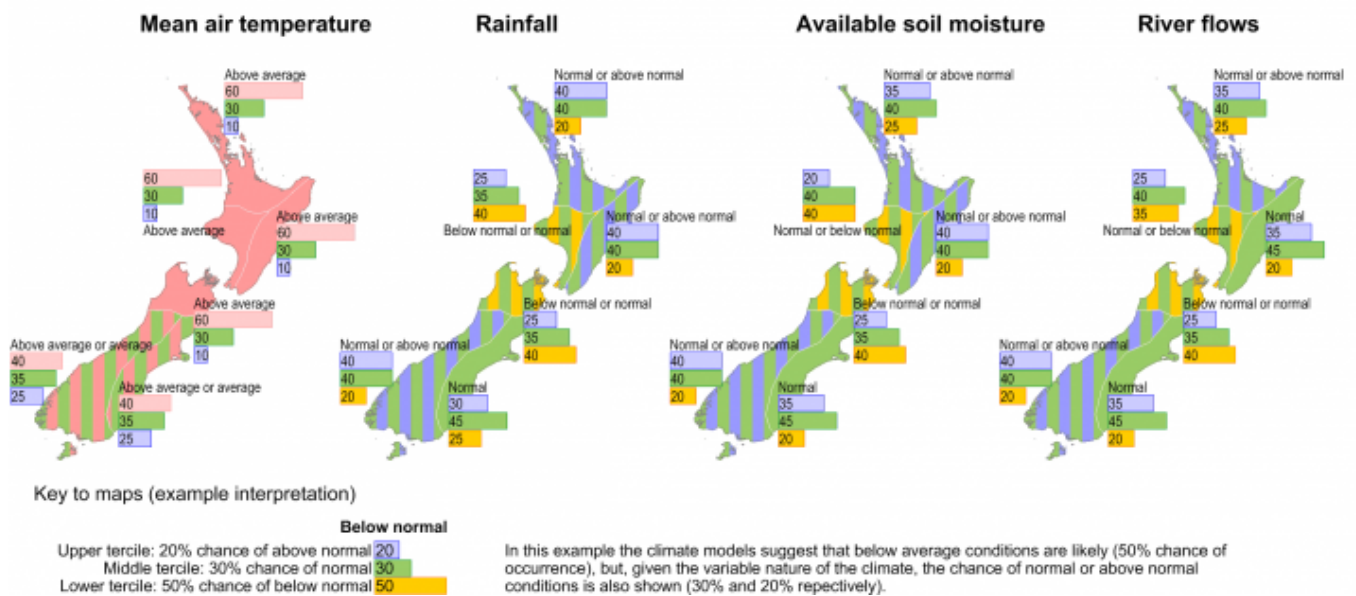 Mean air temperature
Rainfall
Available soil moisture
River flows
Above average
60
30
10
60
30
10
Above average
Above average
60
30
10
Above average
60
30
10
Above average or average
40
35
25
Above average or average
40
35
25
Normal or above normal
40
40
20
25
35
40
Below normal or normal
Normal or above normal
40
40
20
Below normal or normal
25
35
40
Normal or above normal
40
40
20
Normal
30
45
25
Normal or above normal
35
40
25
20
40
40
Normal or below normal
Normal or above normal
40
40
20
Below normal or normal
25
35
40
Normal or above normal
40
40
20
Normal
35
45
20
Normal or above normal
35
40
25
25
40
35
Normal or below normal
Normal
35
45
20
Below normal or normal
25
35
40
Normal or above normal
40
40
20
Normal
35
45
20
Key to maps (example interpretation)
Below normal
Upper tercile: 20% chance of above normal 20
Middle tercile: 30% chance of normal 30
Lower tercile: 50% chance of below normal 50
In this example the climate models suggest that below average conditions are likely (50% chance of
occurrence), but, given the variable nature of the climate, the chance of normal or above normal
conditions is also shown (30% and 20% repectively).